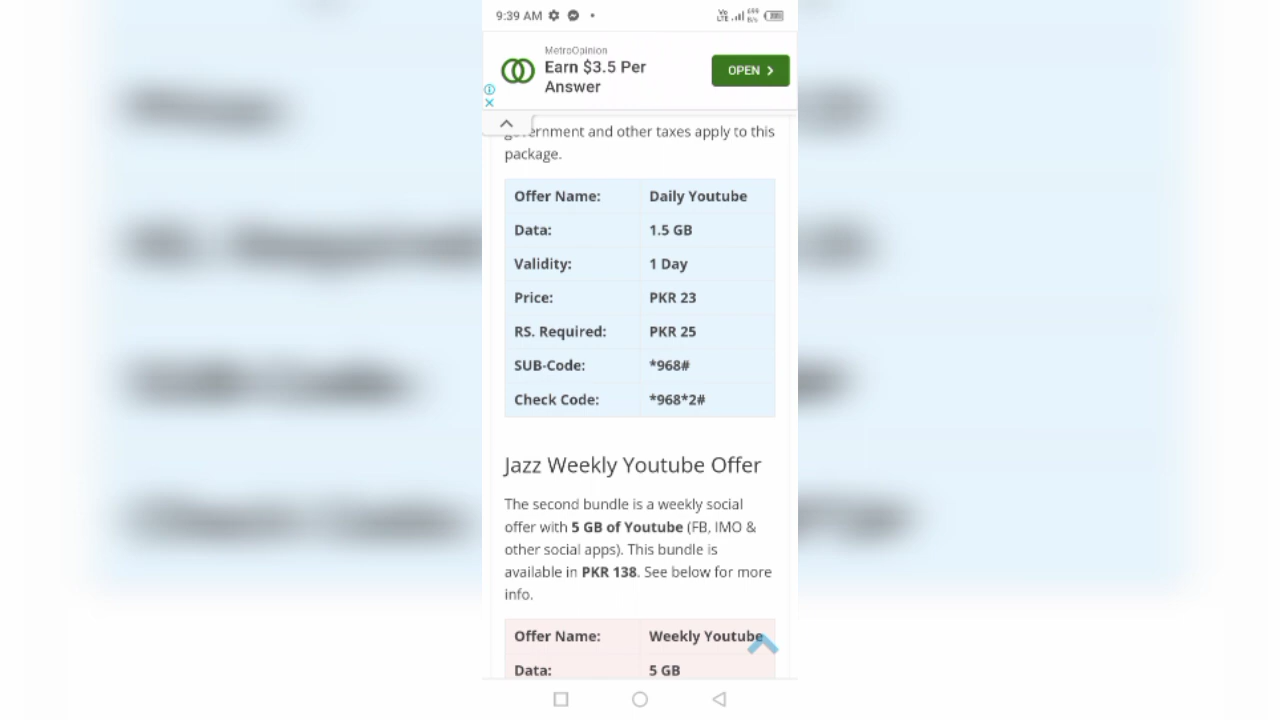 9:39 AM
MetroOpinion
Earn $3.5 Per
Answer
OPEN
government and other taxes apply to this
package.
Offer Name: Daily Youtube
Data: 1.5 GB
Validity: 1 Day
Price: PKR 23
RS. Required: PKR 25
SUB-Code: *968#
Check Code: *968*2#
Jazz Weekly Youtube Offer
The second bundle is a weekly social
offer with 5 GB of Youtube (FB, IMO &
other social apps). This bundle is
available in PKR 138. See below for more
info.
Offer Name: Weekly Youtube
Data: 5 GB